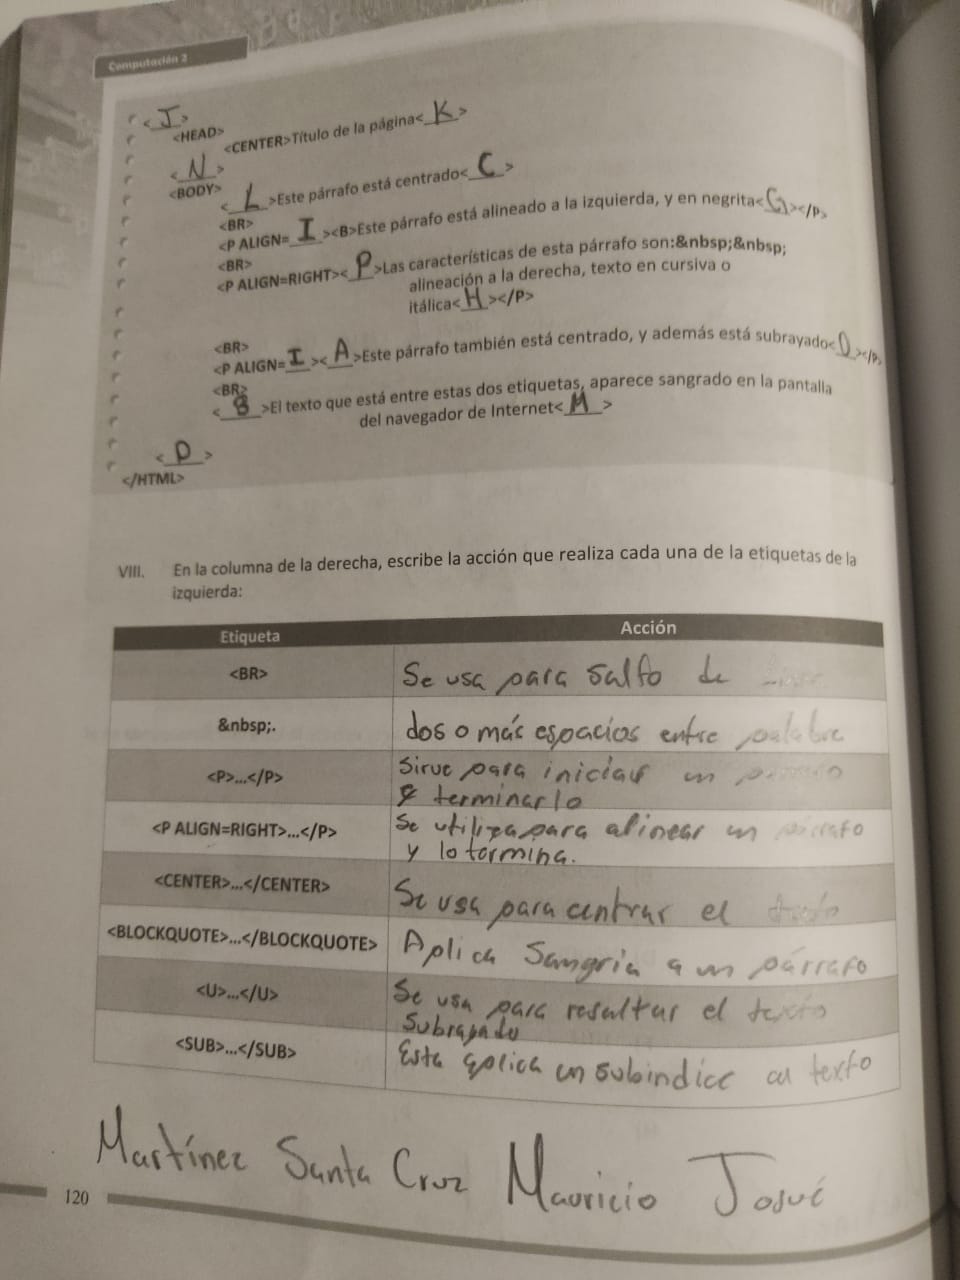 Computación 2
< J >
<HEAD>
<CENTER>Título de la página< K >
< N >
<BODY>
< L >Este párrafo está centrado< C >
<BR>
<P ALIGN= I ><B>Este párrafo está alineado a la izquierda, y en negrita< G ></P>
<BR>
<P ALIGN=RIGHT>< P >Las características de esta párrafo son:&nbsp;&nbsp;
alineación a la derecha, texto en cursiva o
itálica< H ></P>
<BR>
<P ALIGN= I >< A >Este párrafo también está centrado, y además está subrayado< O ></P>
<BR>
< B >El texto que está entre estas dos etiquetas, aparece sangrado en la pantalla
del navegador de Internet< M >
< D >
</HTML>
VIII. En la columna de la derecha, escribe la acción que realiza cada una de la etiquetas de la
izquierda:
Etiqueta Acción
<BR> Se usa para salto de
&nbsp;. dos o más espacios entre palabra
<P>...</P> Sirve para iniciar un párrafo
y terminarlo
<P ALIGN=RIGHT>...</P> Se utiliza para alinear un párrafo
y lo termina.
<CENTER>...</CENTER> Se usa para centrar el texto
<BLOCKQUOTE>...</BLOCKQUOTE> Aplica Sangria a un párrafo
<U>...</U> Se usa para resaltar el texto
subrayado
<SUB>...</SUB> Esta aplica un subindice en texto
Martínez Santa Cruz Mauricio Josué
120